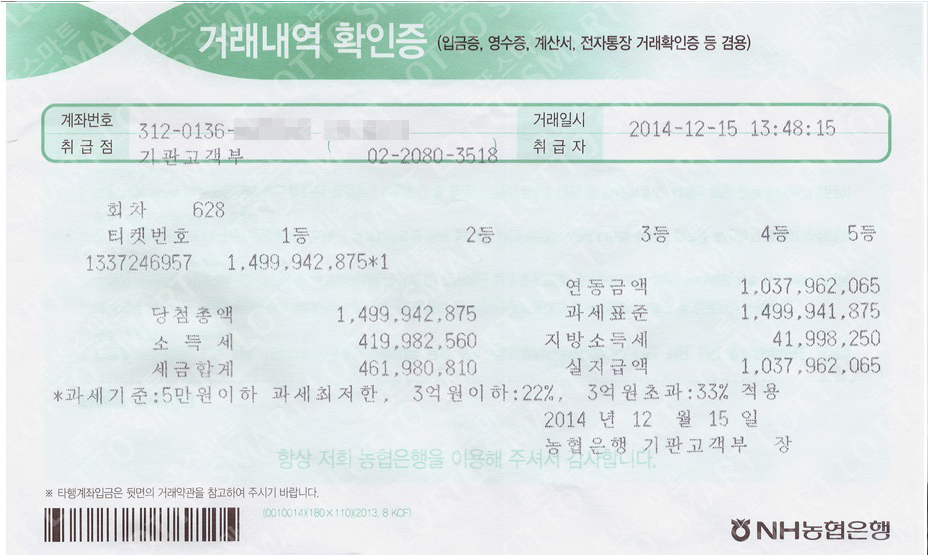 거래내역 확인증 (입금증, 영수증, 계산서, 전자통장 거래확인증 등 겸용)
계좌번호 312-0136- 거래일시 2014-12-15 13:48:15
취급점 기관고객부 ( 02-2080-3518 취급자
회차 628
티켓번호 1등 2등 3등 4등 5등
1337246957 1,499,942,875*1
연동금액 1,037,962,065
당첨총액 1,499,942,875 과세표준 1,499,941,875
소득세 419,982,560 지방소득세 41,998,250
세금합계 461,980,810 실지급액 1,037,962,065
*과세기준:5만원이하 과세최저한, 3억원이하:22%, 3억원초과:33% 적용
2014 년 12 월 15 일
농협은행 기관고객부 장
항상 저희 농협은행을 이용해 주셔서 감사합니다.
※ 타행계좌입금은 뒷면의 거래약관을 참고하여 주시기 바랍니다.
(0010014)(180×110)(2013, 8 KCF)
NH농협은행